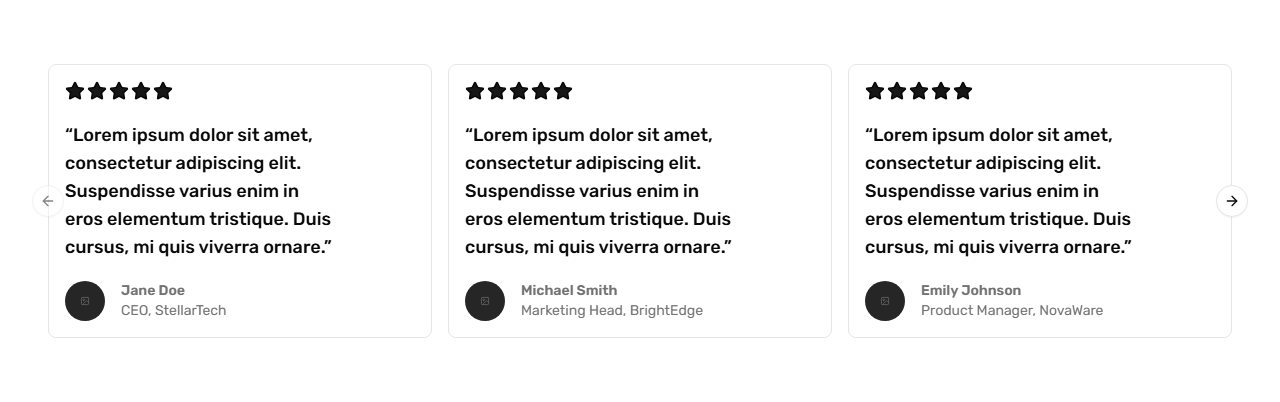 “Lorem ipsum dolor sit amet,
consectetur adipiscing elit.
Suspendisse varius enim in
eros elementum tristique. Duis
cursus, mi quis viverra ornare.”
Jane Doe
CEO, StellarTech
“Lorem ipsum dolor sit amet,
consectetur adipiscing elit.
Suspendisse varius enim in
eros elementum tristique. Duis
cursus, mi quis viverra ornare.”
Michael Smith
Marketing Head, BrightEdge
“Lorem ipsum dolor sit amet,
consectetur adipiscing elit.
Suspendisse varius enim in
eros elementum tristique. Duis
cursus, mi quis viverra ornare.”
Emily Johnson
Product Manager, NovaWare